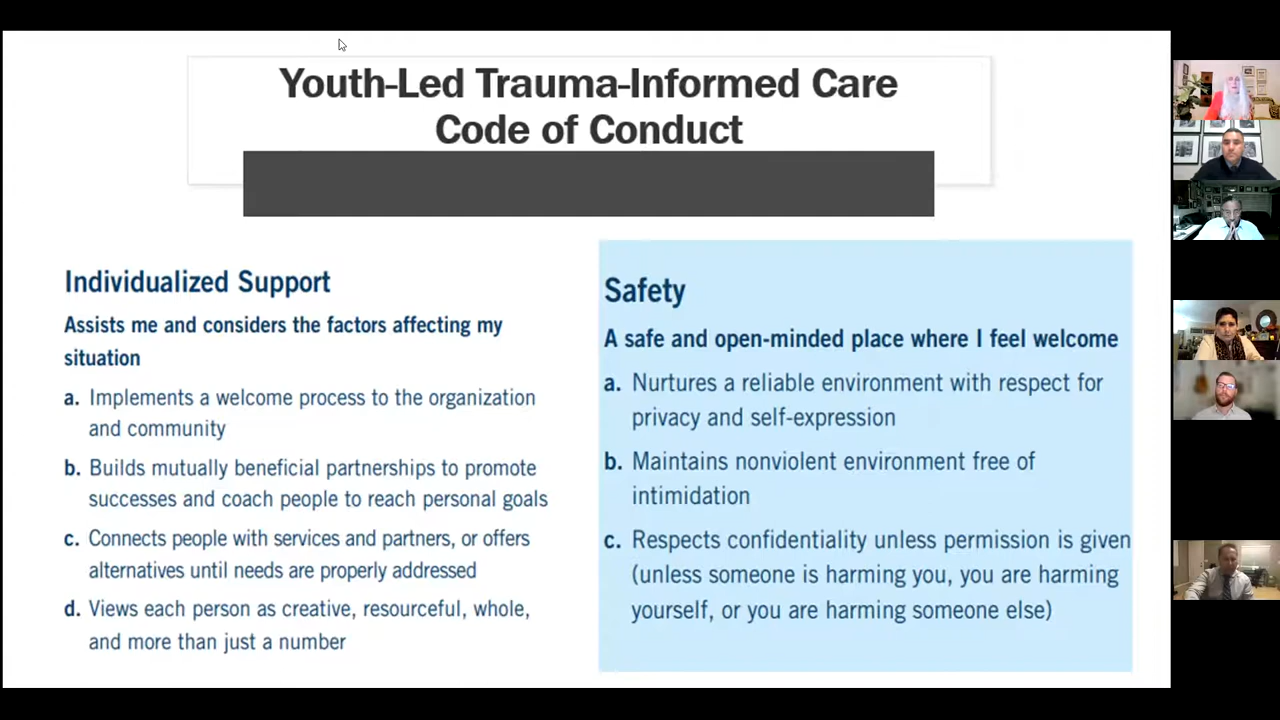 Youth-Led Trauma-Informed Care
Code of Conduct
Individualized Support
Assists me and considers the factors affecting my
situation
a. Implements a welcome process to the organization
and community
b. Builds mutually beneficial partnerships to promote
successes and coach people to reach personal goals
c. Connects people with services and partners, or offers
alternatives until needs are properly addressed
d. Views each person as creative, resourceful, whole,
and more than just a number
Safety
A safe and open-minded place where I feel welcome
a. Nurtures a reliable environment with respect for
privacy and self-expression
b. Maintains nonviolent environment free of
intimidation
c. Respects confidentiality unless permission is given
(unless someone is harming you, you are harming
yourself, or you are harming someone else)